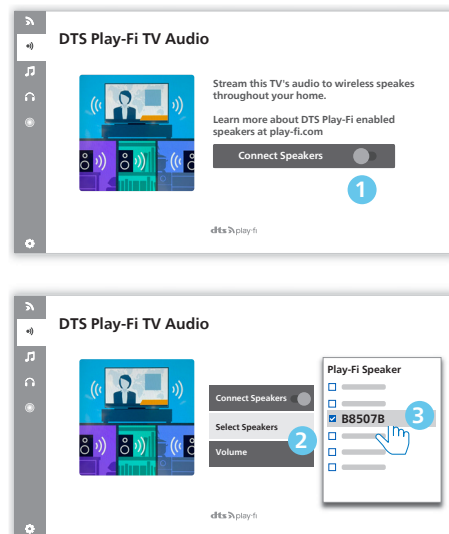 DTS Play-Fi TV Audio
Stream this TV's audio to wireless speakes
throughout your home.
Learn more about DTS Play-Fi enabled
speakers at play-fi.com
Connect Speakers
1
dts play-fi
DTS Play-Fi TV Audio
Connect Speakers
Select Speakers
2
Volume
Play-Fi Speaker
B8507B
3
dts play-fi